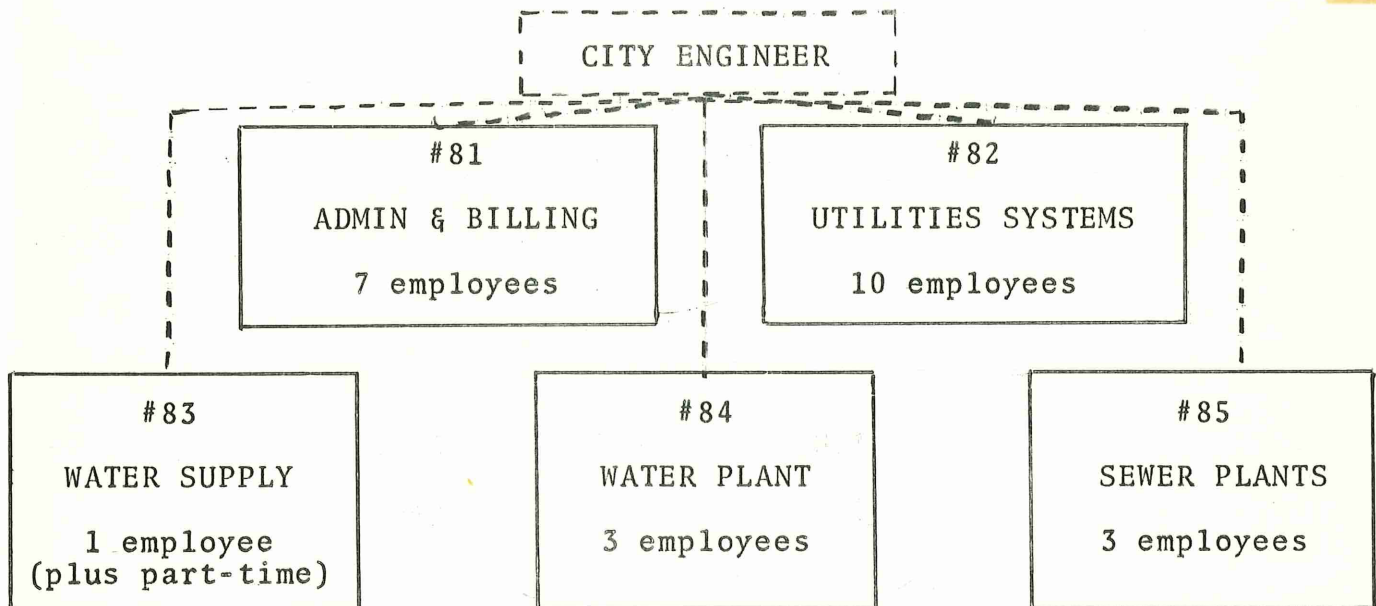 CITY ENGINEER
#81
ADMIN & BILLING
7 employees
#82
UTILITIES SYSTEMS
10 employees
#83
WATER SUPPLY
1 employee
(plus part-time)
#84
WATER PLANT
3 employees
#85
SEWER PLANTS
3 employees